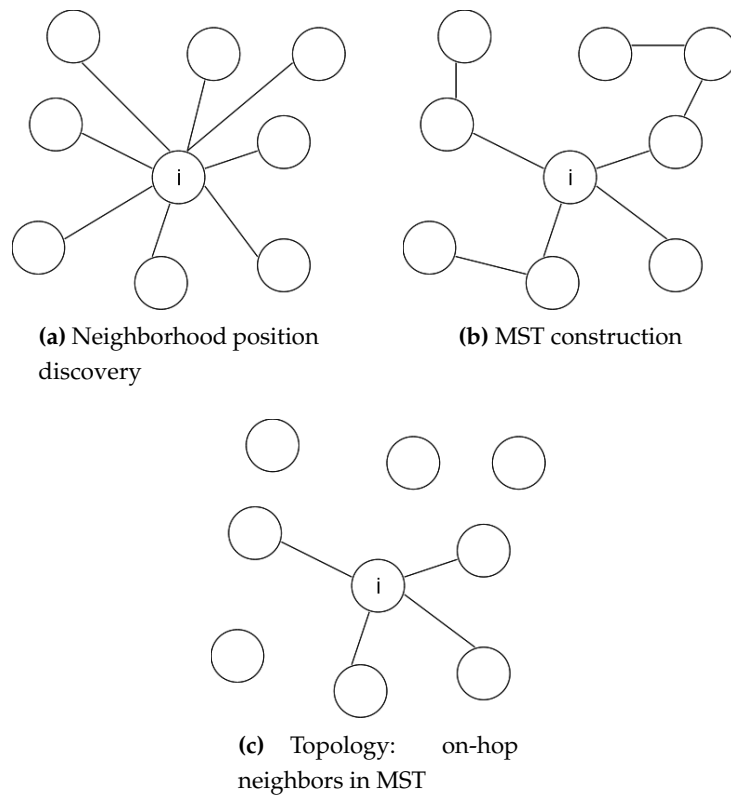 i
i
(a) Neighborhood position
discovery
(b) MST construction
i
(c) Topology: on-hop
neighbors in MST